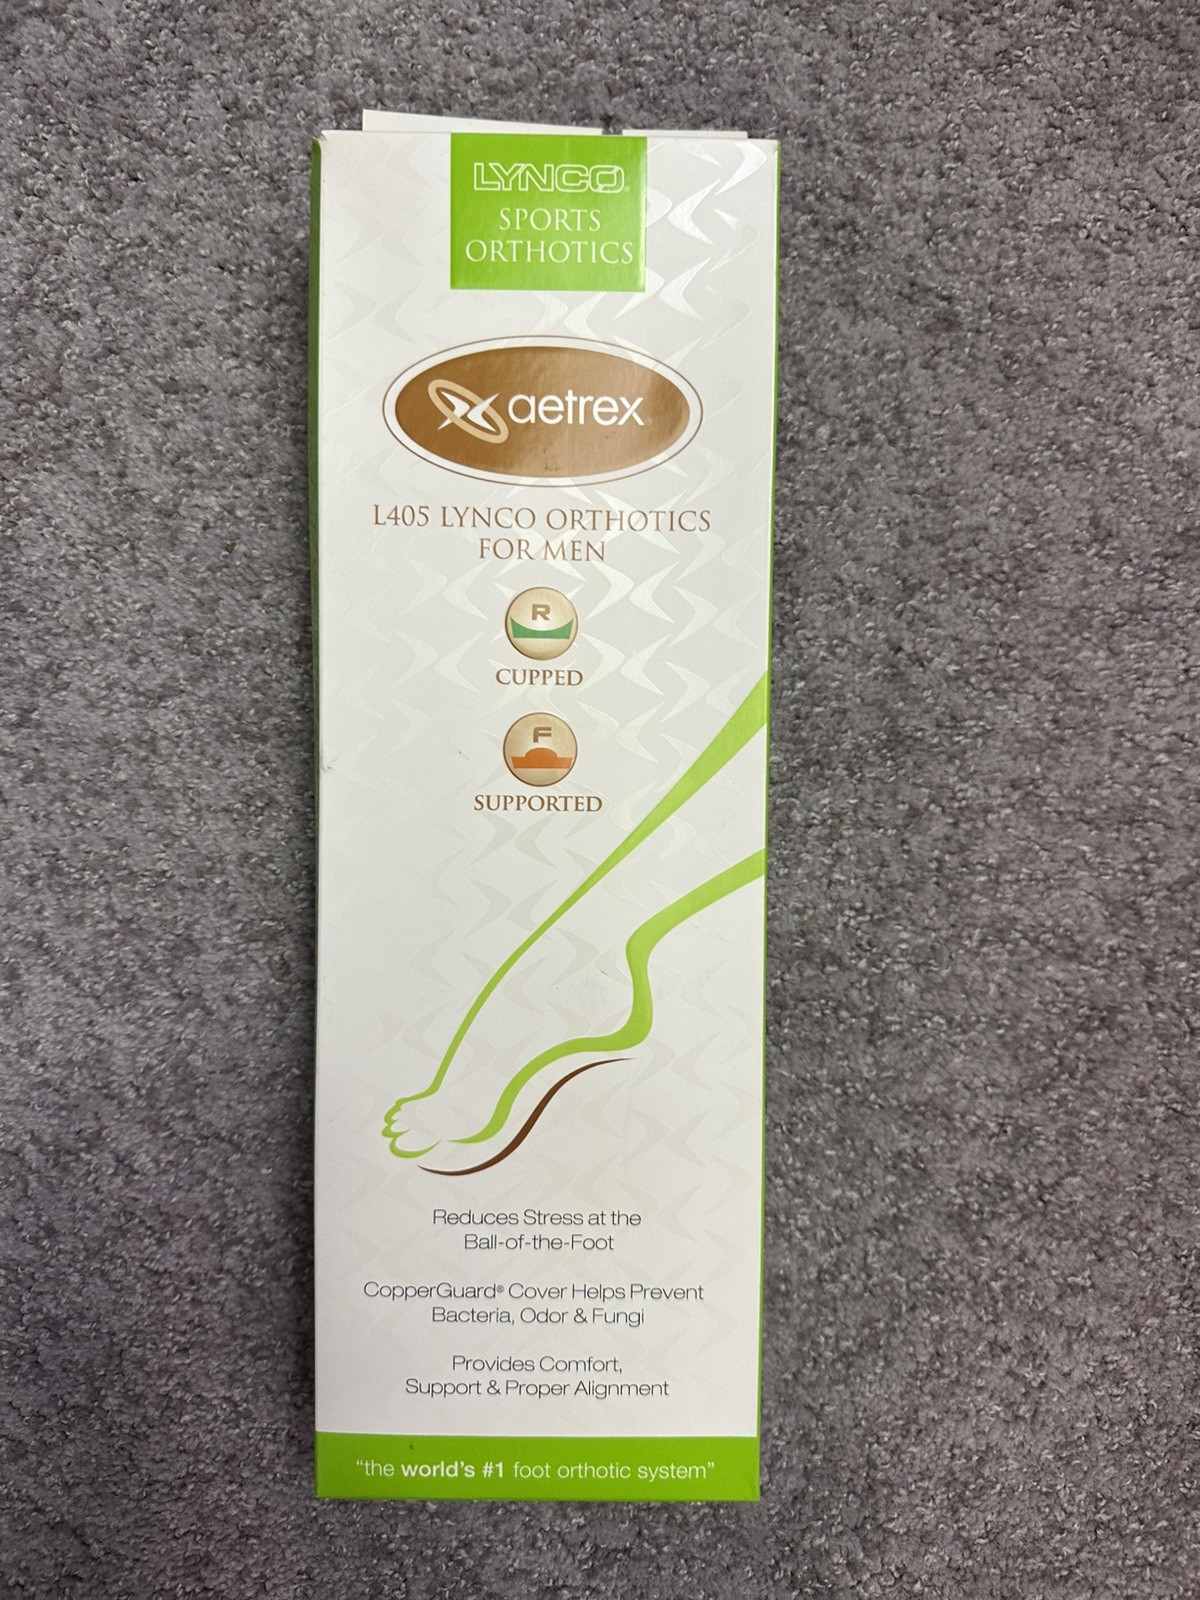 LYNCO®
SPORTS
ORTHOTICS
aetrex®
L405 LYNCO ORTHOTICS
FOR MEN
R
CUPPED
F
SUPPORTED
Reduces Stress at the
Ball-of-the-Foot
CopperGuard® Cover Helps Prevent
Bacteria, Odor & Fungi
Provides Comfort,
Support & Proper Alignment
“the world’s #1 foot orthotic system”